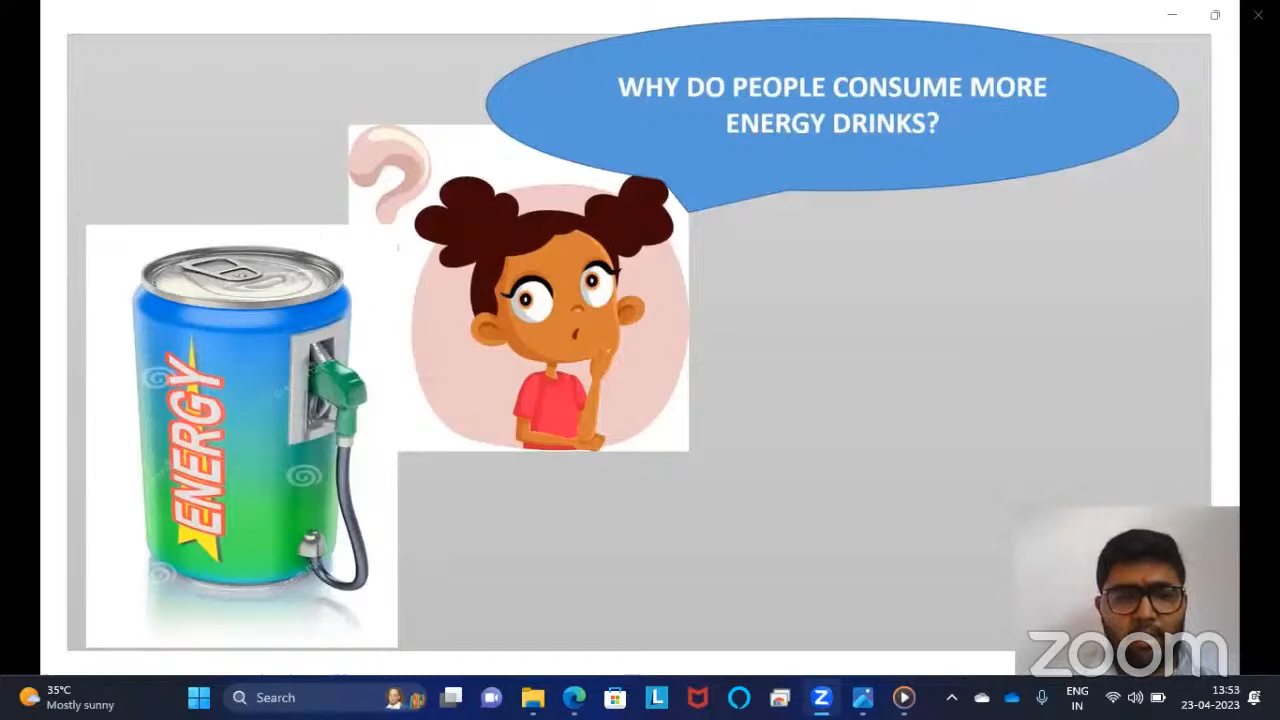 WHY DO PEOPLE CONSUME MORE
ENERGY DRINKS?
ENERGY
zoom
35°C
Mostly sunny
Search
ENG
IN
13:53
23-04-2023